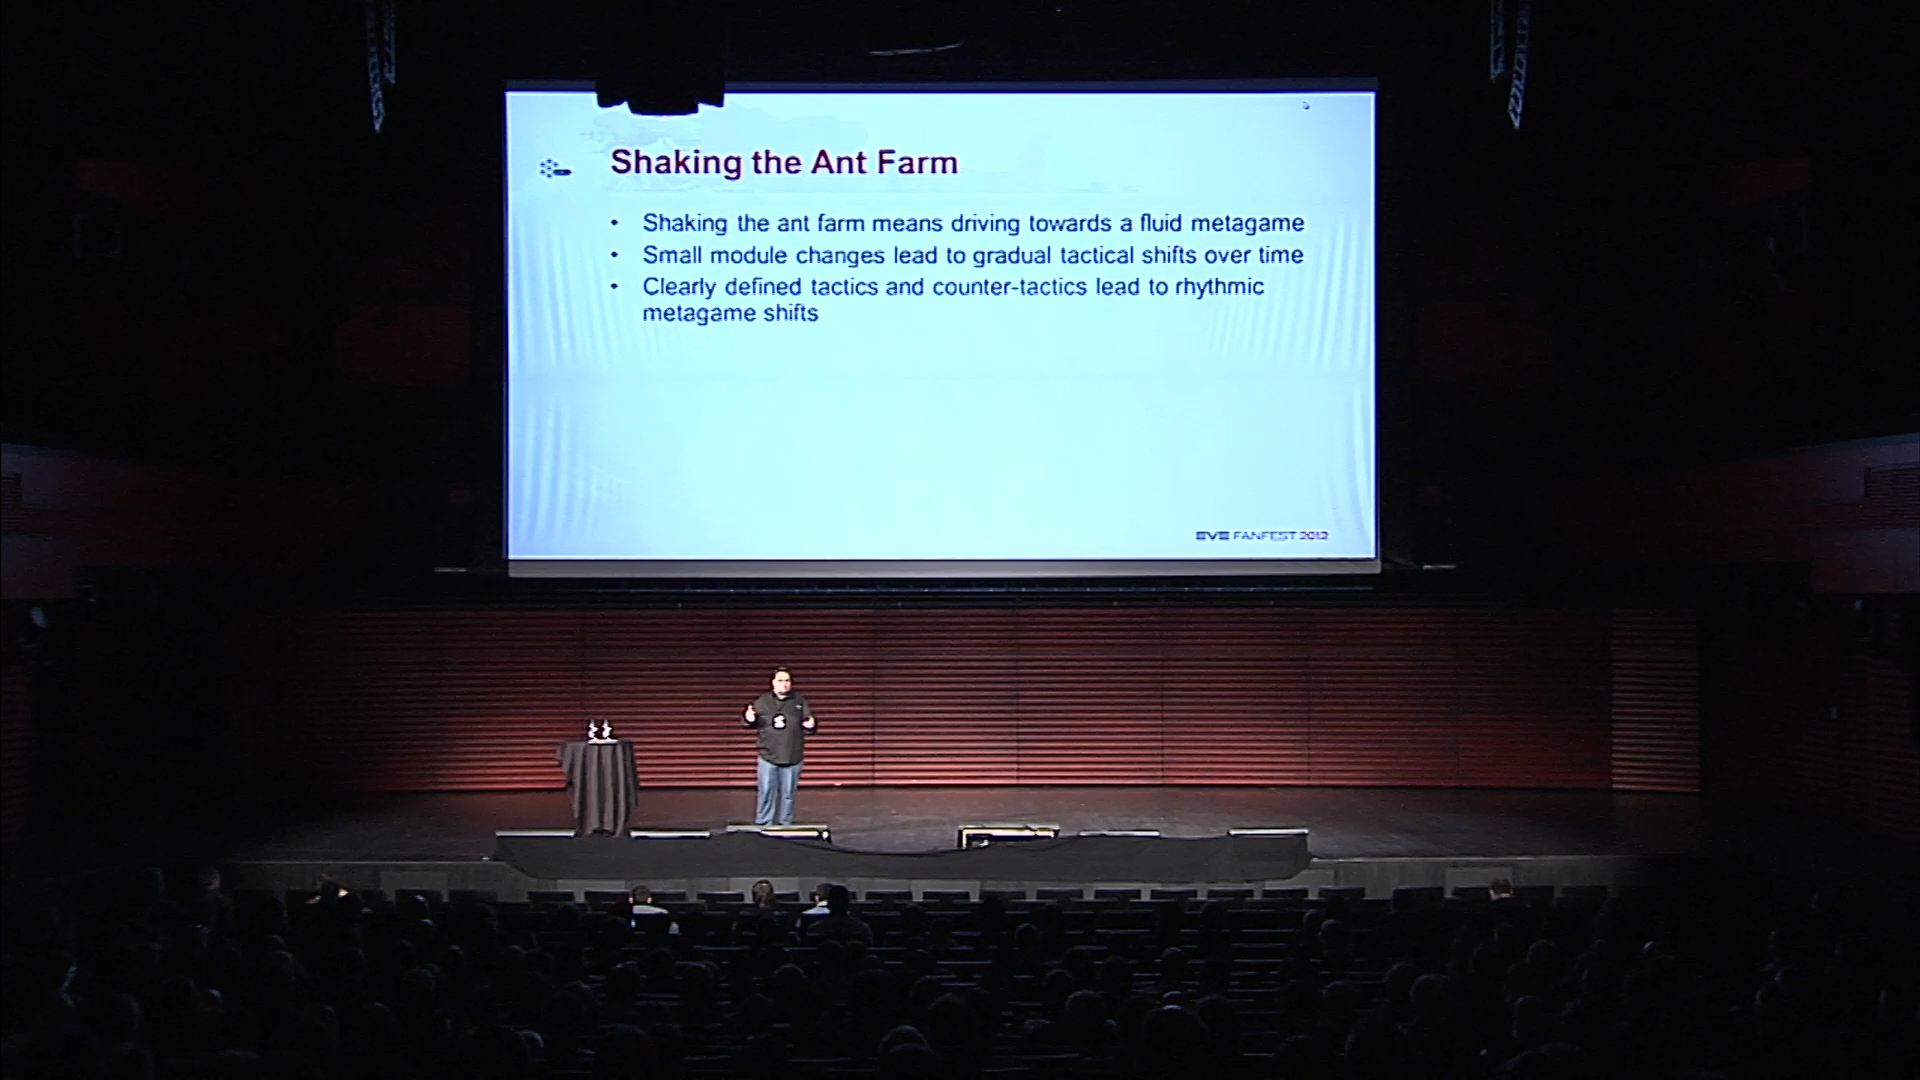 Shaking the Ant Farm
• Shaking the ant farm means driving towards a fluid metagame
• Small module changes lead to gradual tactical shifts over time
• Clearly defined tactics and counter-tactics lead to rhythmic
metagame shifts
EVE FANFEST 2012